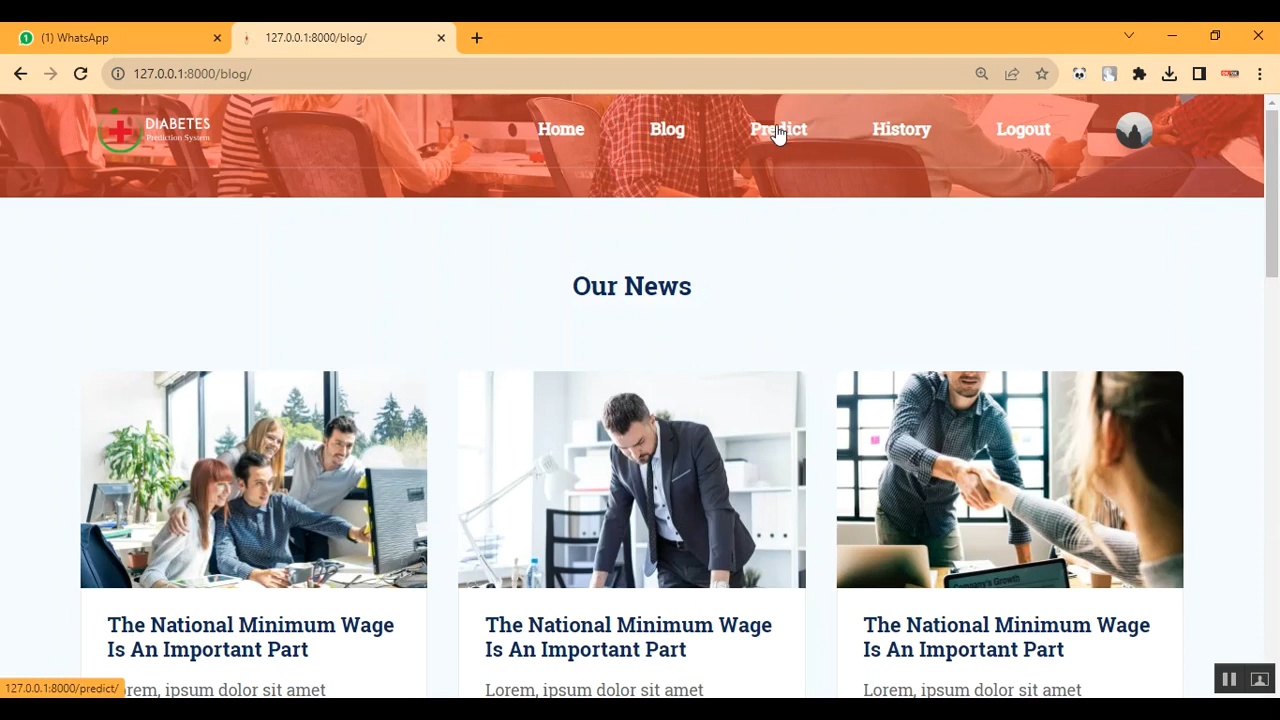 (1) WhatsApp
127.0.0.1:8000/blog/
127.0.0.1:8000/blog/
DIABETES
Prediction System
Home
Blog
Predict
History
Logout
Our News
The National Minimum Wage
Is An Important Part
The National Minimum Wage
Is An Important Part
The National Minimum Wage
Is An Important Part
ipsum dolor sit amet
Lorem, ipsum dolor sit amet
Lorem, ipsum dolor sit amet
127.0.0.1:8000/predict/
Company's Growth